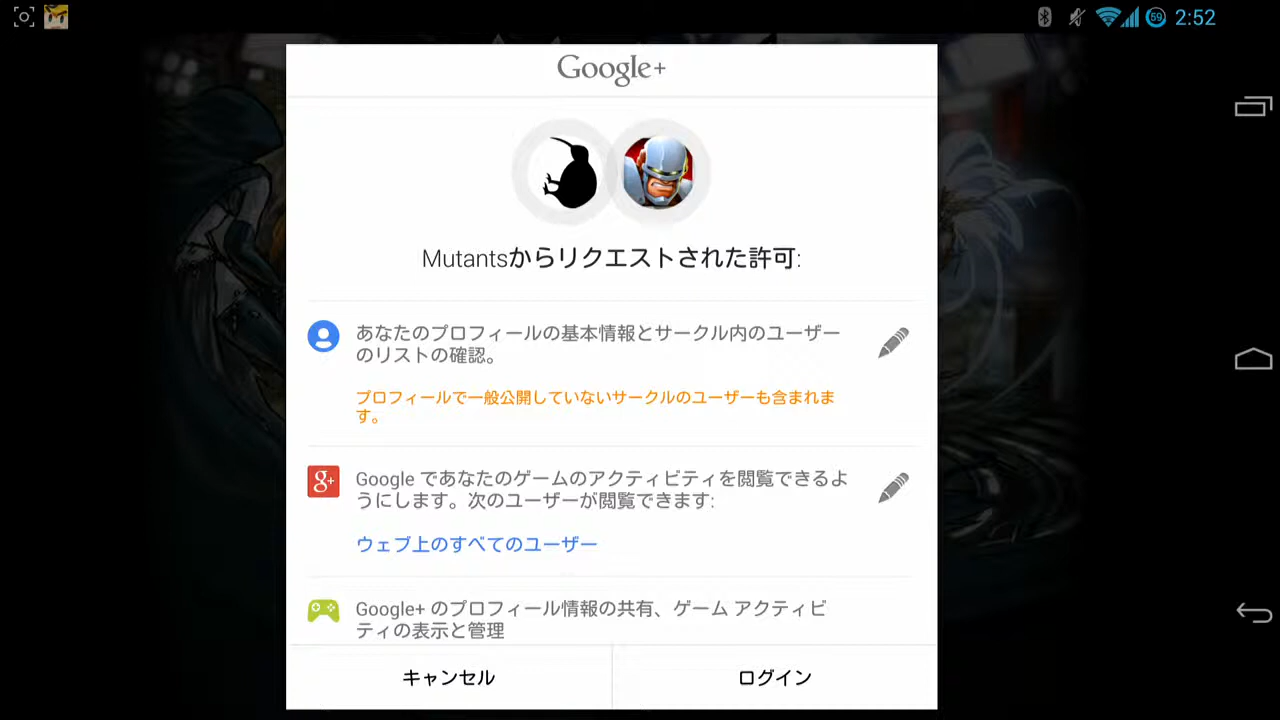 59 2:52
Google+
Mutantsからリクエストされた許可:
あなたのプロフィールの基本情報とサークル内のユーザー
のリストの確認。
プロフィールで一般公開していないサークルのユーザーも含まれま
す。
g+
Google であなたのゲームのアクティビティを閲覧できるよ
うにします。次のユーザーが閲覧できます:
ウェブ上のすべてのユーザー
Google+ のプロフィール情報の共有、ゲーム アクティビ
ティの表示と管理
キャンセル
ログイン